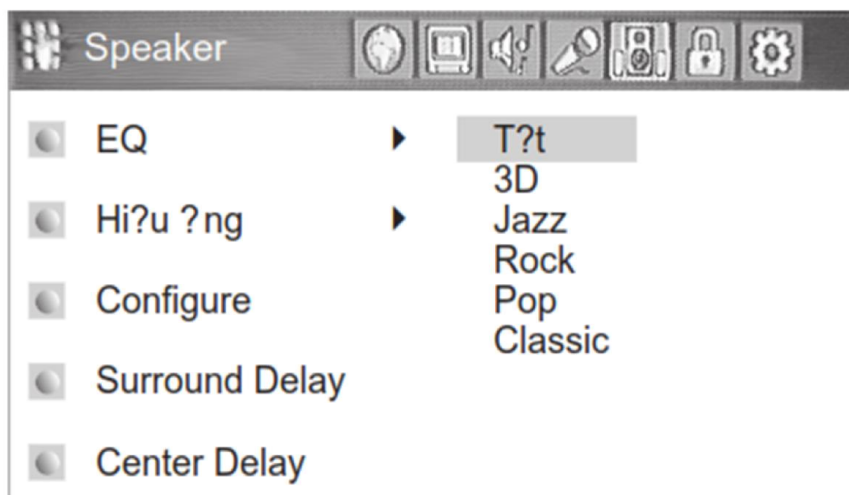 Speaker
EQ
T?t
3D
Hi?u ?ng
Jazz
Rock
Configure
Pop
Classic
Surround Delay
Center Delay